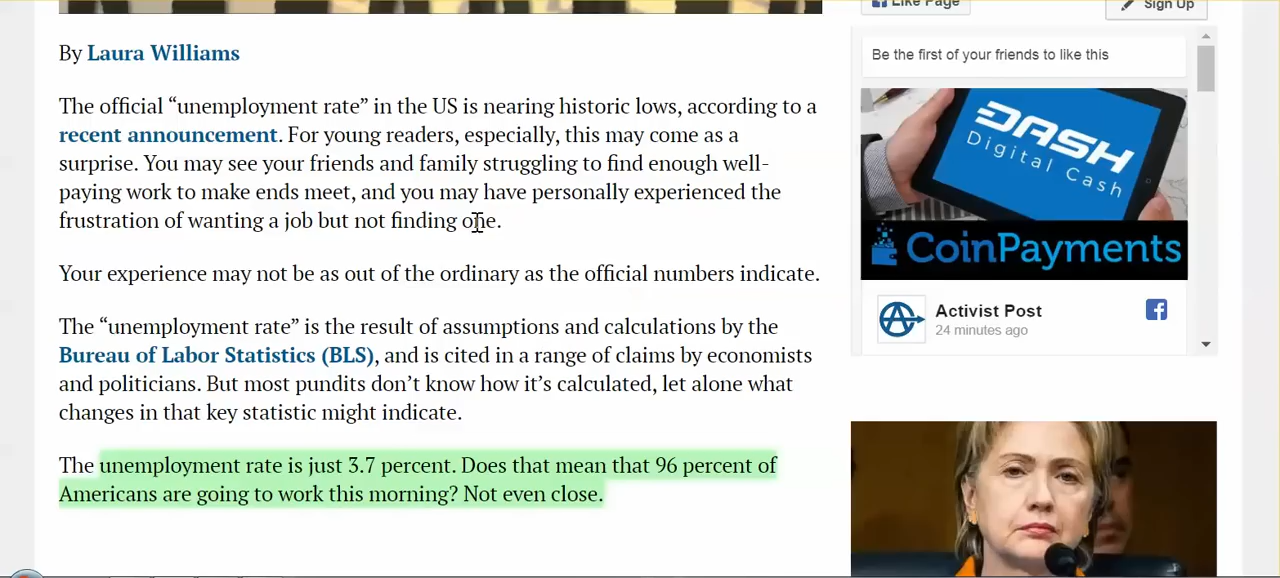 Like Page
Sign Up
By Laura Williams
The official “unemployment rate” in the US is nearing historic lows, according to a
recent announcement. For young readers, especially, this may come as a
surprise. You may see your friends and family struggling to find enough well-
paying work to make ends meet, and you may have personally experienced the
frustration of wanting a job but not finding one.
Your experience may not be as out of the ordinary as the official numbers indicate.
The “unemployment rate” is the result of assumptions and calculations by the
Bureau of Labor Statistics (BLS), and is cited in a range of claims by economists
and politicians. But most pundits don’t know how it’s calculated, let alone what
changes in that key statistic might indicate.
The unemployment rate is just 3.7 percent. Does that mean that 96 percent of
Americans are going to work this morning? Not even close.
Be the first of your friends to like this
DASH
Digital Cash
CoinPayments
Activist Post
24 minutes ago